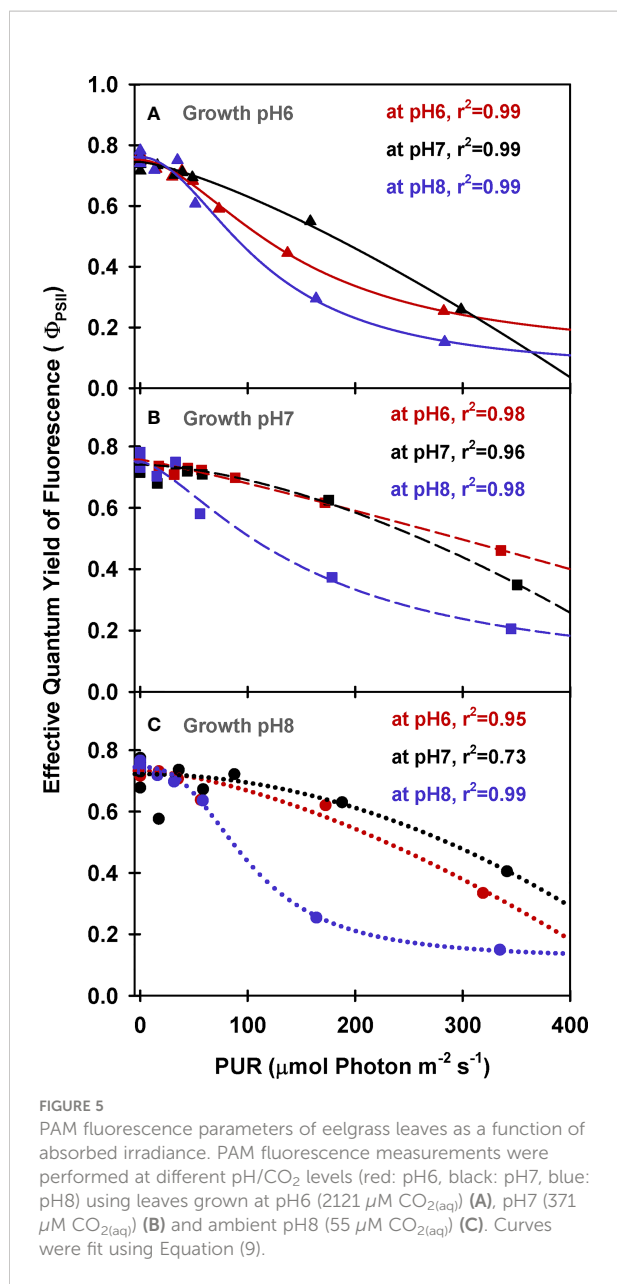 Effective Quantum Yield of Fluorescence ( ΦPSII)
1.0
A Growth pH6
at pH6, r²=0.99
at pH7, r²=0.99
at pH8, r²=0.99
0.8
0.6
0.4
0.2
0.0
B Growth pH7
at pH6, r²=0.98
at pH7, r²=0.96
at pH8, r²=0.98
0.8
0.6
0.4
0.2
0.0
C Growth pH8
at pH6, r²=0.95
at pH7, r²=0.73
at pH8, r²=0.99
0.8
0.6
0.4
0.2
0.0
0 100 200 300 400
PUR (μmol Photon m⁻² s⁻¹)
FIGURE 5
PAM fluorescence parameters of eelgrass leaves as a function of
absorbed irradiance. PAM fluorescence measurements were
performed at different pH/CO₂ levels (red: pH6, black: pH7, blue:
pH8) using leaves grown at pH6 (2121 µM CO₂₍ₐq₎) (A), pH7 (371
µM CO₂₍ₐq₎) (B) and ambient pH8 (55 µM CO₂₍ₐq₎) (C). Curves
were fit using Equation (9).